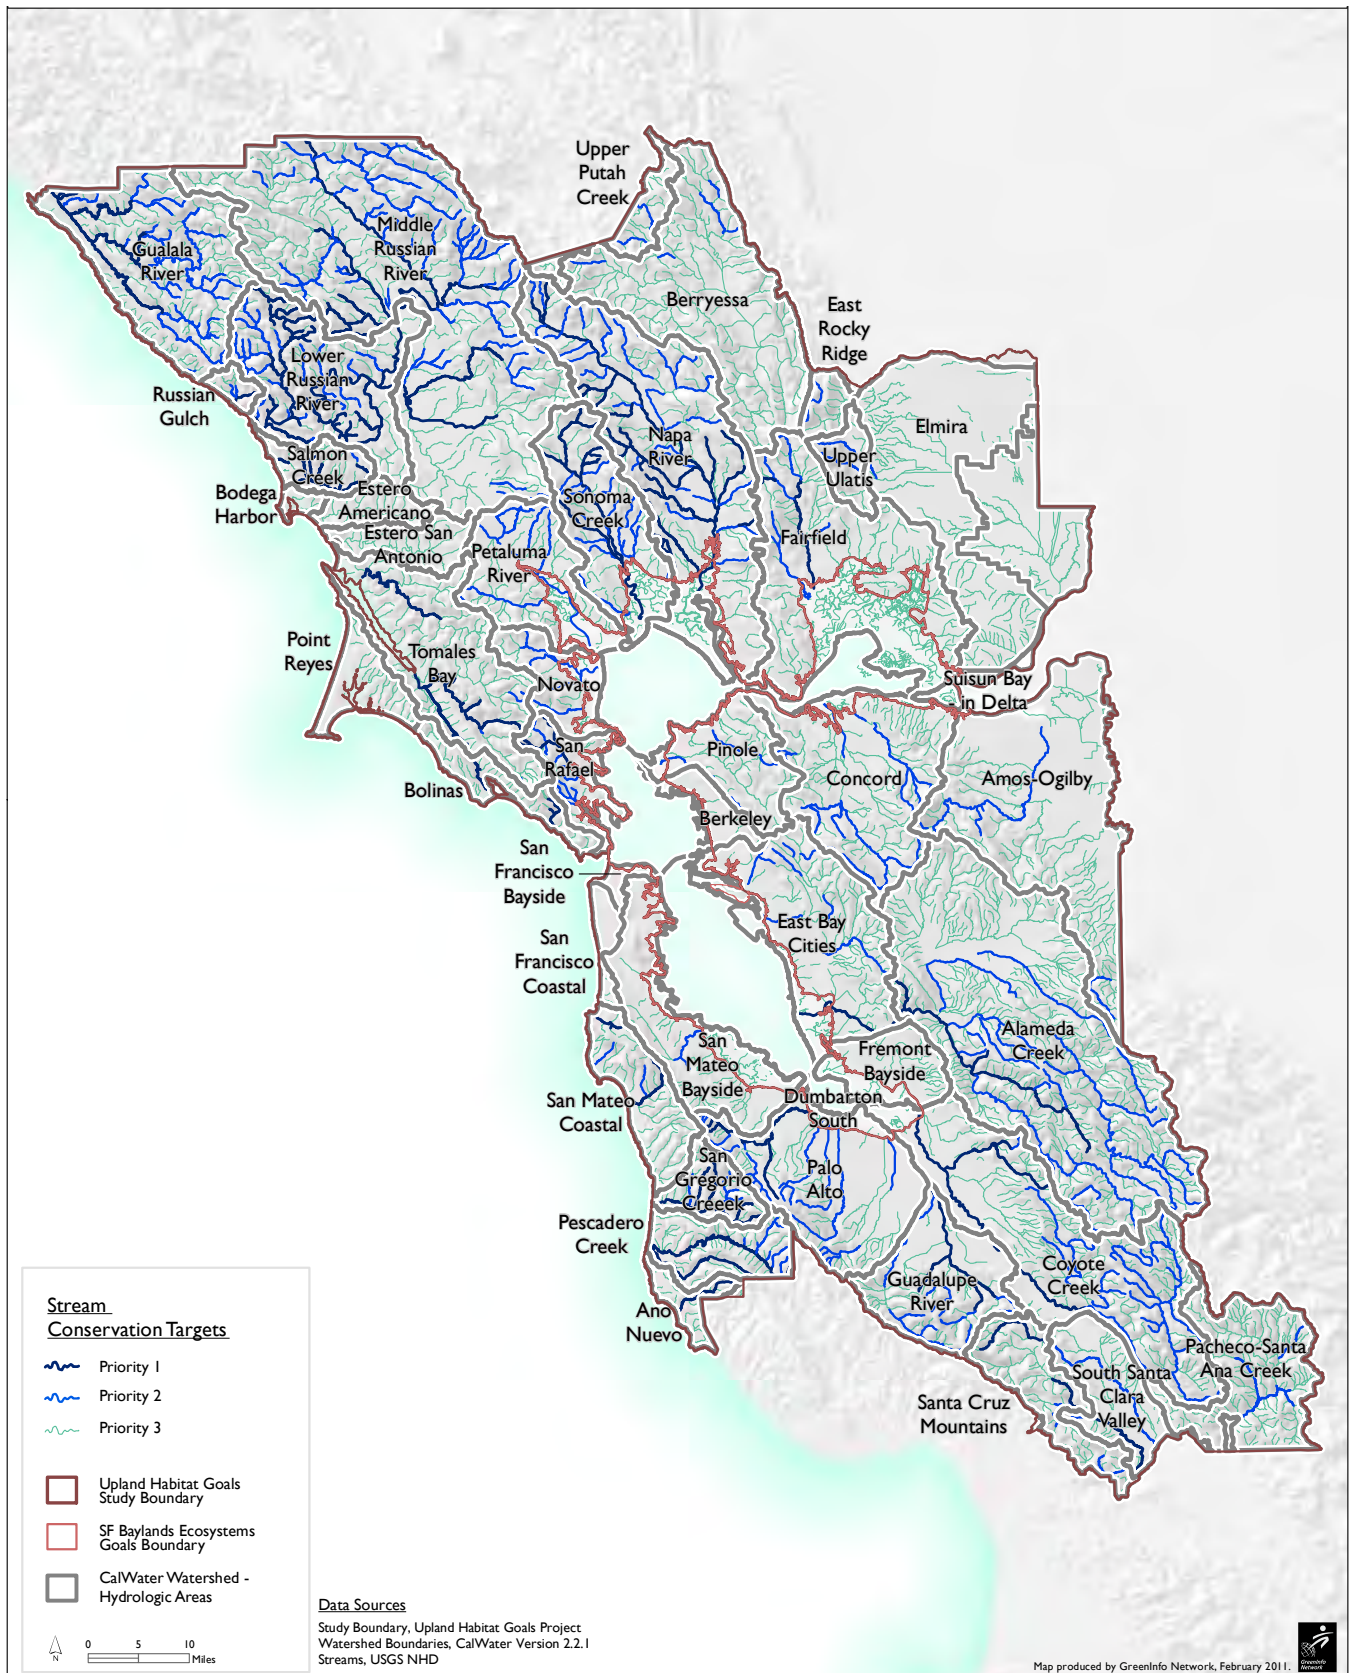 Upper
Putah
Creek
Middle
Russian
River
Gualala
River
Berryessa
East
Rocky
Ridge
Lower
Russian
River
Russian
Gulch
Elmira
Napa
River
Upper
Ulatis
Salmon
Creek
Bodega
Harbor
Estero
Americano
Sonoma
Creek
Estero San
Antonio
Fairfield
Petaluma
River
Point
Reyes
Tomales
Bay
Novato
Suisun Bay
- in Delta
San
Rafael
Pinole
Concord
Amos-Ogilby
Bolinas
Berkeley
San
Francisco
Bayside
East Bay
Cities
San
Francisco
Coastal
Alameda
Creek
San
Mateo
Bayside
Fremont
Bayside
San Mateo
Coastal
Dumbarton
South
San
Gregorio
Creeek
Palo
Alto
Pescadero
Creek
Coyote
Creek
Guadalupe
River
Ano
Nuevo
Pacheco-Santa
Ana Creek
South Santa
Clara
Valley
Santa Cruz
Mountains
Stream
Conservation Targets
Priority 1
Priority 2
Priority 3
Upland Habitat Goals
Study Boundary
SF Baylands Ecosystems
Goals Boundary
CalWater Watershed -
Hydrologic Areas
N
0 5 10
Miles
Data Sources
Study Boundary, Upland Habitat Goals Project
Watershed Boundaries, CalWater Version 2.2.1
Streams, USGS NHD
GreenInfo
Network
Map produced by GreenInfo Network, February 2011.